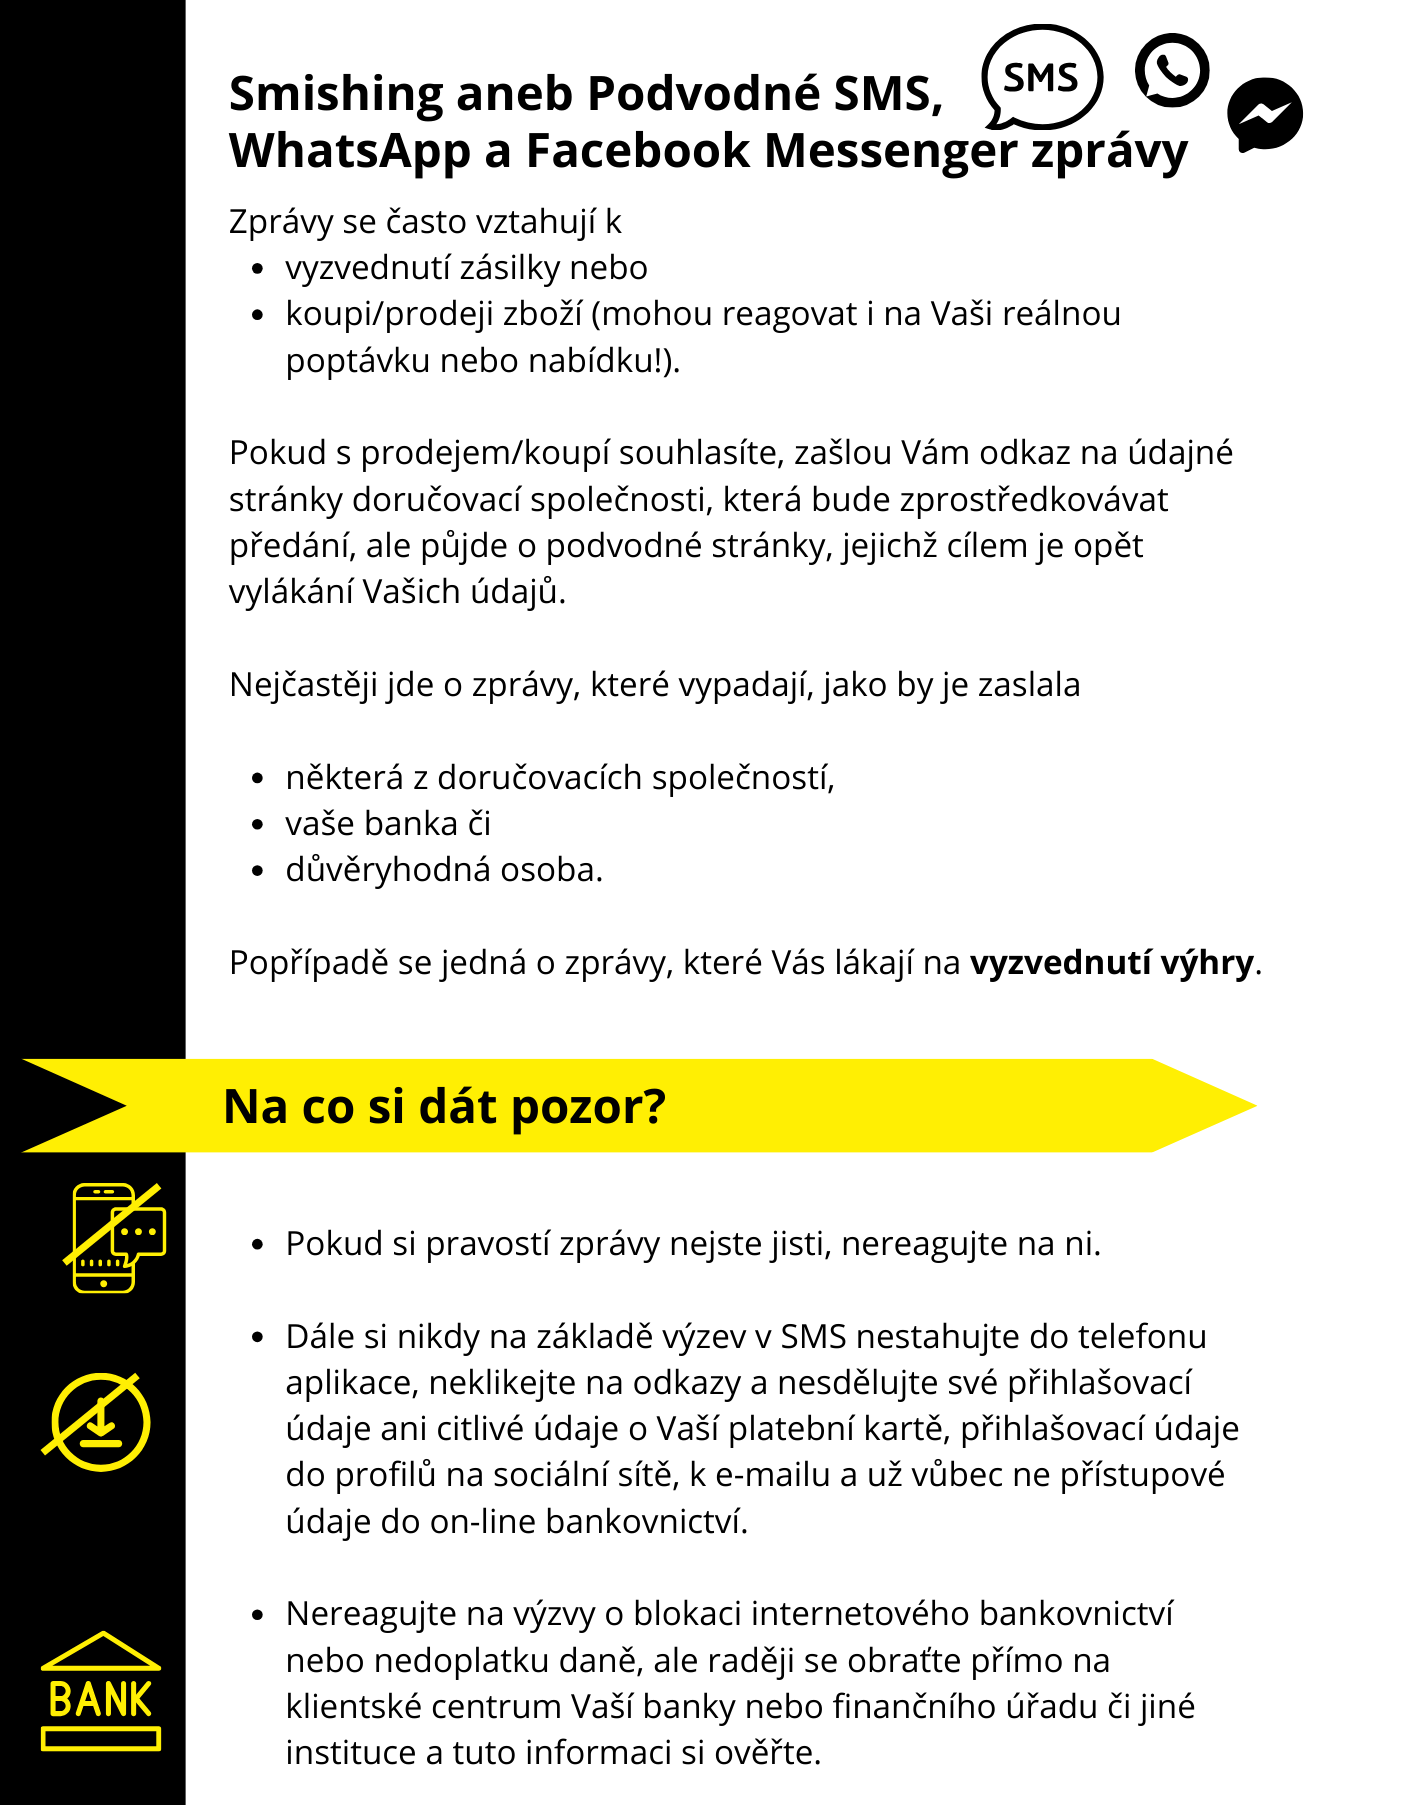 SMS
Smishing aneb Podvodné SMS,
WhatsApp a Facebook Messenger zprávy
Zprávy se často vztahují k
• vyzvednutí zásilky nebo
• koupi/prodeji zboží (mohou reagovat i na Vaši reálnou
poptávku nebo nabídku!).
Pokud s prodejem/koupí souhlasíte, zašlou Vám odkaz na údajné
stránky doručovací společnosti, která bude zprostředkovávat
předání, ale půjde o podvodné stránky, jejichž cílem je opět
vylákání Vašich údajů.
Nejčastěji jde o zprávy, které vypadají, jako by je zaslala
• některá z doručovacích společností,
• vaše banka či
• důvěryhodná osoba.
Popřípadě se jedná o zprávy, které Vás lákají na vyzvednutí výhry.
Na co si dát pozor?
• Pokud si pravostí zprávy nejste jisti, nereagujte na ni.
• Dále si nikdy na základě výzev v SMS nestahujte do telefonu
aplikace, neklikejte na odkazy a nesdělujte své přihlašovací
údaje ani citlivé údaje o Vaší platební kartě, přihlašovací údaje
do profilů na sociální sítě, k e-mailu a už vůbec ne přístupové
údaje do on-line bankovnictví.
• Nereagujte na výzvy o blokaci internetového bankovnictví
nebo nedoplatku daně, ale raději se obraťte přímo na
klientské centrum Vaší banky nebo finančního úřadu či jiné
instituce a tuto informaci si ověřte.
BANK